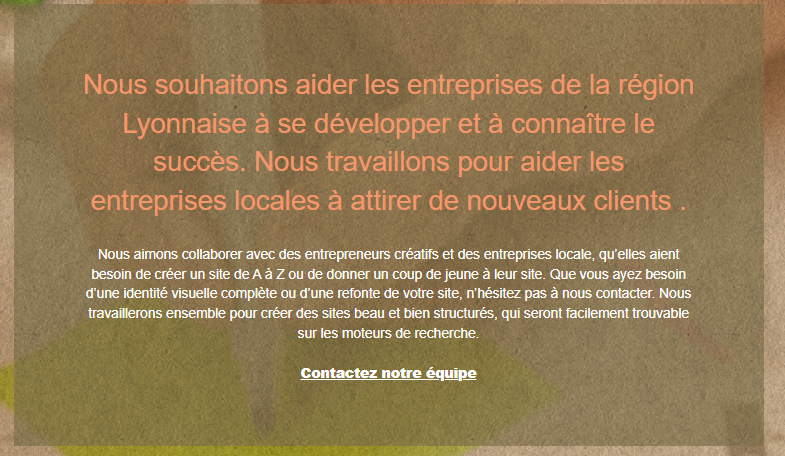 Nous souhaitons aider les entreprises de la région
Lyonnaise à se développer et à connaître le
succès. Nous travaillons pour aider les
entreprises locales à attirer de nouveaux clients .
Nous aimons collaborer avec des entrepreneurs créatifs et des entreprises locale, qu’elles aient
besoin de créer un site de A à Z ou de donner un coup de jeune à leur site. Que vous ayez besoin
d’une identité visuelle complète ou d’une refonte de votre site, n’hésitez pas à nous contacter. Nous
travaillerons ensemble pour créer des sites beau et bien structurés, qui seront facilement trouvable
sur les moteurs de recherche.
Contactez notre équipe